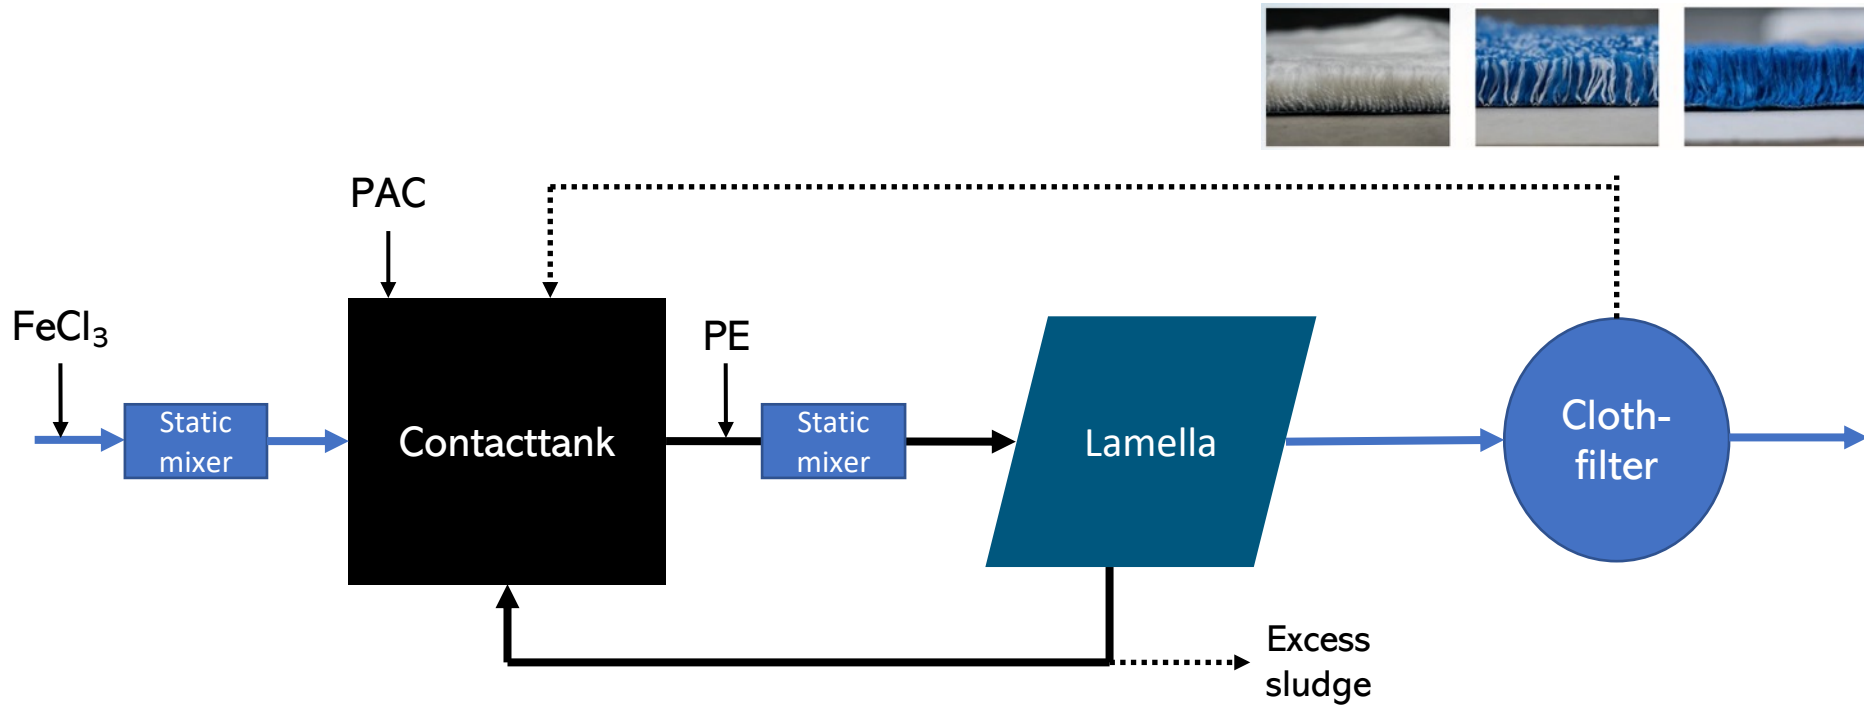 PAC
FeCl₃
PE
Static
mixer
Contacttank
Static
mixer
Lamella
Cloth-
filter
Excess
sludge